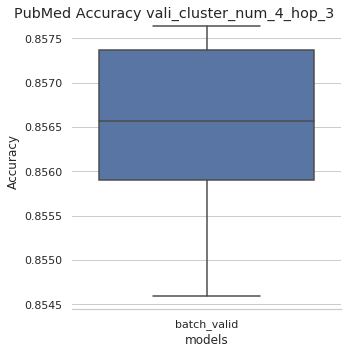 PubMed Accuracy vali_cluster_num_4_hop_3
0.8575
0.8570
0.8565
0.8560
0.8555
0.8550
0.8545
Accuracy
batch_valid
models